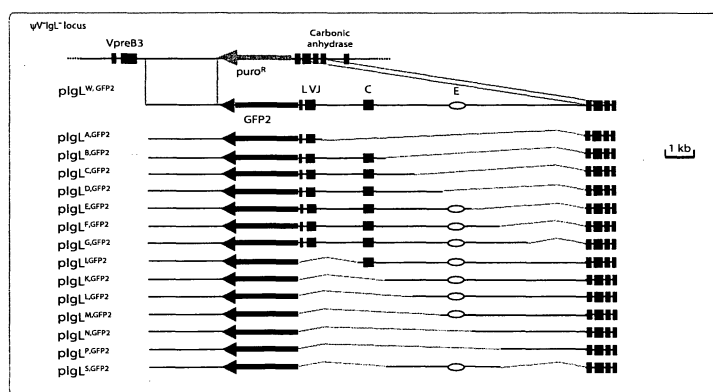 ψV⁻IgL⁻ locus
VpreB3
Carbonic
anhydrase
puroᴿ
pIgL^W, GFP2
L VJ C E
GFP2
1 kb
pIgL^A,GFP2
pIgL^B,GFP2
pIgL^C,GFP2
pIgL^D,GFP2
pIgL^E,GFP2
pIgL^F,GFP2
pIgL^G,GFP2
pIgL^I,GFP2
pIgL^K,GFP2
pIgL^L,GFP2
pIgL^M,GFP2
pIgL^N,GFP2
pIgL^P,GFP2
pIgL^S,GFP2